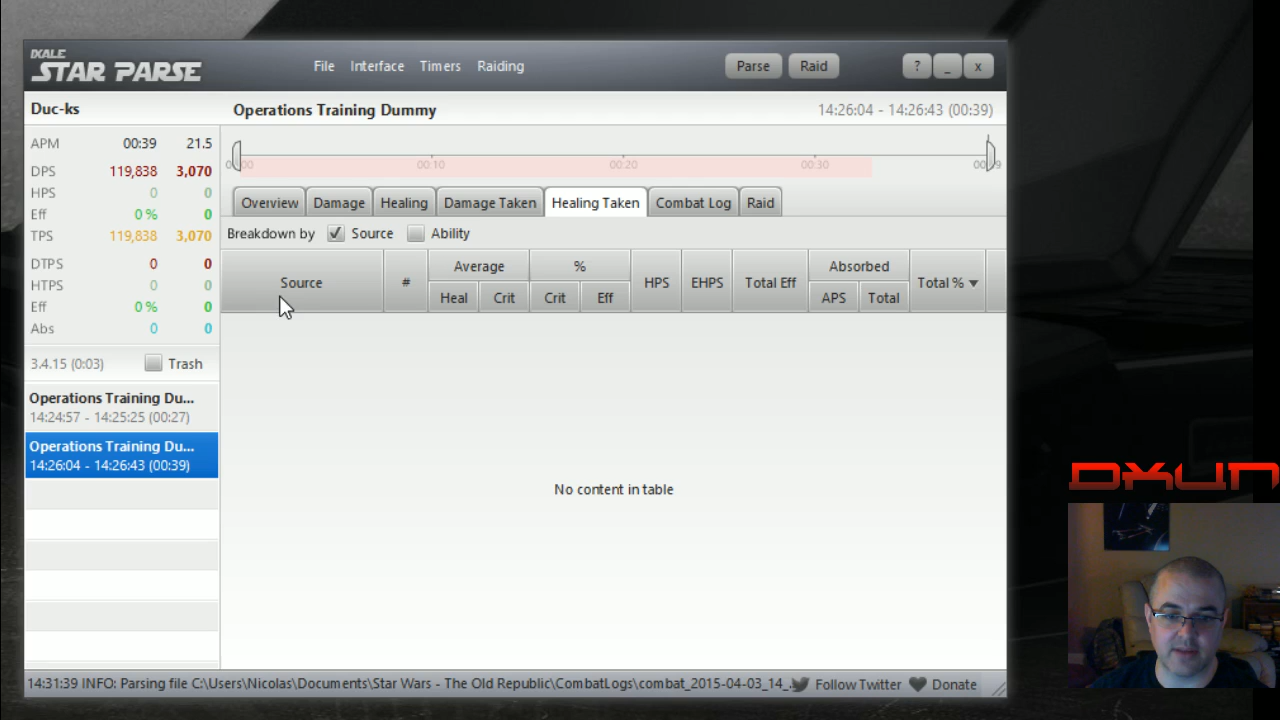 IXALE
STAR PARSE
File Interface Timers Raiding
Parse Raid ? _ x
Duc-ks
Operations Training Dummy 14:26:04 - 14:26:43 (00:39)
APM 00:39 21.5
DPS 119,838 3,070
HPS 0 0
Eff 0 % 0
TPS 119,838 3,070
DTPS 0 0
HTPS 0 0
Eff 0 % 0
Abs 0 0
3.4.15 (0:03) Trash
Operations Training Du...
14:24:57 - 14:25:25 (00:27)
Operations Training Du...
14:26:04 - 14:26:43 (00:39)
00:10 00:20 00:30
Overview Damage Healing Damage Taken Healing Taken Combat Log Raid
Breakdown by Source Ability
Source # Average % HPS EHPS Total Eff Absorbed Total %
Heal Crit Crit Eff APS Total
No content in table
14:31:39 INFO: Parsing file C:\Users\Nicolas\Documents\Star Wars - The Old Republic\CombatLogs\combat_2015-04-03_14_ Follow Twitter Donate
DXUN